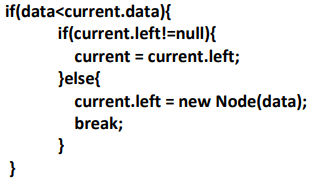 if(data<current.data){
if(current.left!=null){
current = current.left;
}else{
current.left = new Node(data);
break;
}
}